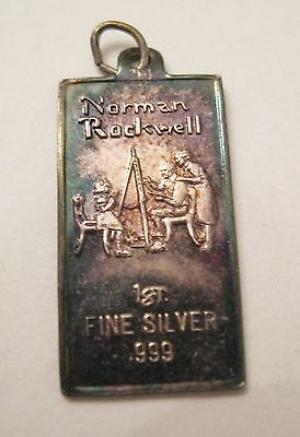 Norman
Rockwell
1gr.
FINE SILVER
.999